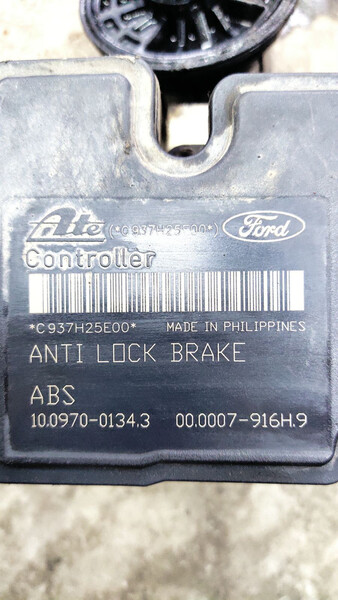 Ate (*C937H25E00*) Ford
Controller
*C937H25E00* MADE IN PHILIPPINES
ANTI LOCK BRAKE
ABS
10.0970-0134.3 00.0007-916H.9